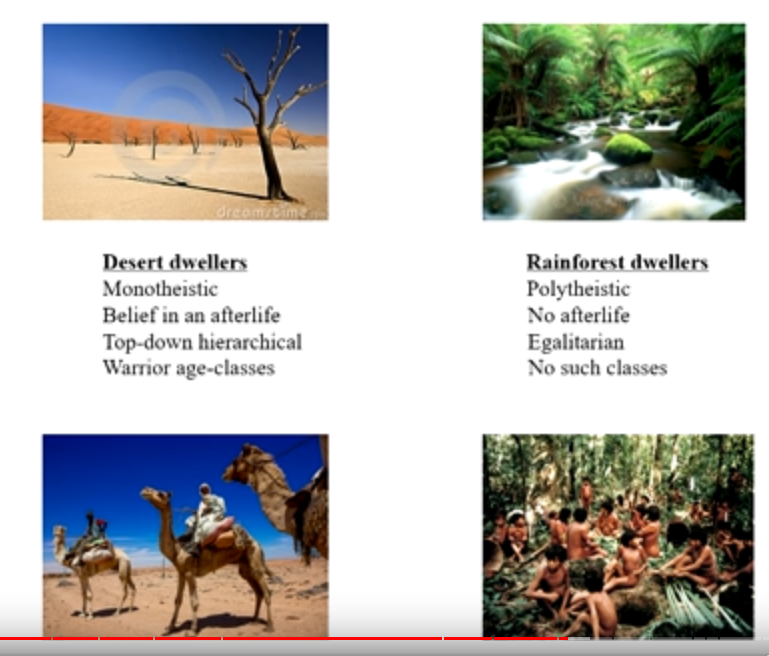 dreamstime
Desert dwellers
Monotheistic
Belief in an afterlife
Top-down hierarchical
Warrior age-classes
Rainforest dwellers
Polytheistic
No afterlife
Egalitarian
No such classes